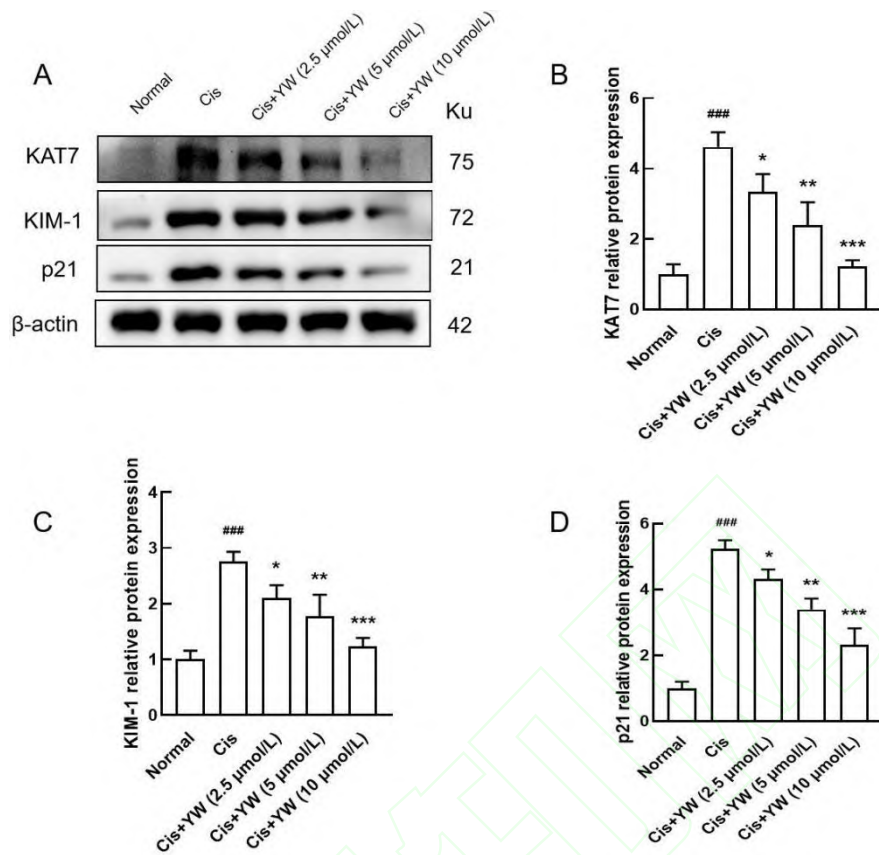 A
Normal
Cis
Cis+YW (2.5 μmol/L)
Cis+YW (5 μmol/L)
Cis+YW (10 μmol/L)
Ku
KAT7
75
KIM-1
72
p21
21
β-actin
42
B
KAT7 relative protein expression
6
4
2
0
###
*
**
***
Normal
Cis
Cis+YW (2.5 μmol/L)
Cis+YW (5 μmol/L)
Cis+YW (10 μmol/L)
C
KIM-1 relative protein expression
4
3
2
1
0
###
*
**
***
Normal
Cis
Cis+YW (2.5 μmol/L)
Cis+YW (5 μmol/L)
Cis+YW (10 μmol/L)
D
p21 relative protein expression
6
4
2
0
###
*
**
***
Normal
Cis
Cis+YW (2.5 μmol/L)
Cis+YW (5 μmol/L)
Cis+YW (10 μmol/L)